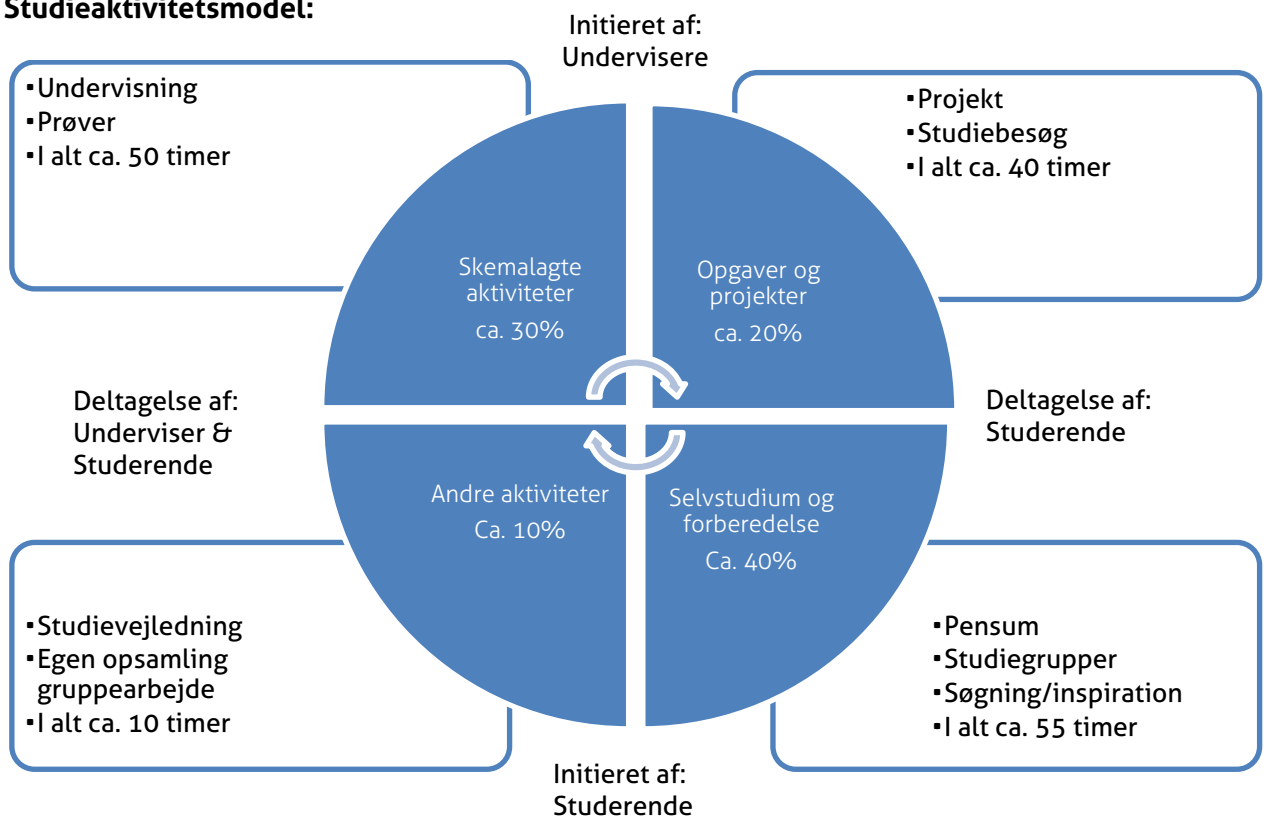 Studieaktivitetsmodel:
Initieret af:
Undervisere
▪Undervisning
▪Prøver
▪I alt ca. 50 timer
▪Projekt
▪Studiebesøg
▪I alt ca. 40 timer
Skemalagte
aktiviteter
ca. 30%
Opgaver og
projekter
ca. 20%
Deltagelse af:
Underviser &
Studerende
Deltagelse af:
Studerende
Andre aktiviteter
Ca. 10%
Selvstudium og
forberedelse
Ca. 40%
▪Studievejledning
▪Egen opsamling
gruppearbejde
▪I alt ca. 10 timer
▪Pensum
▪Studiegrupper
▪Søgning/inspiration
▪I alt ca. 55 timer
Initieret af:
Studerende